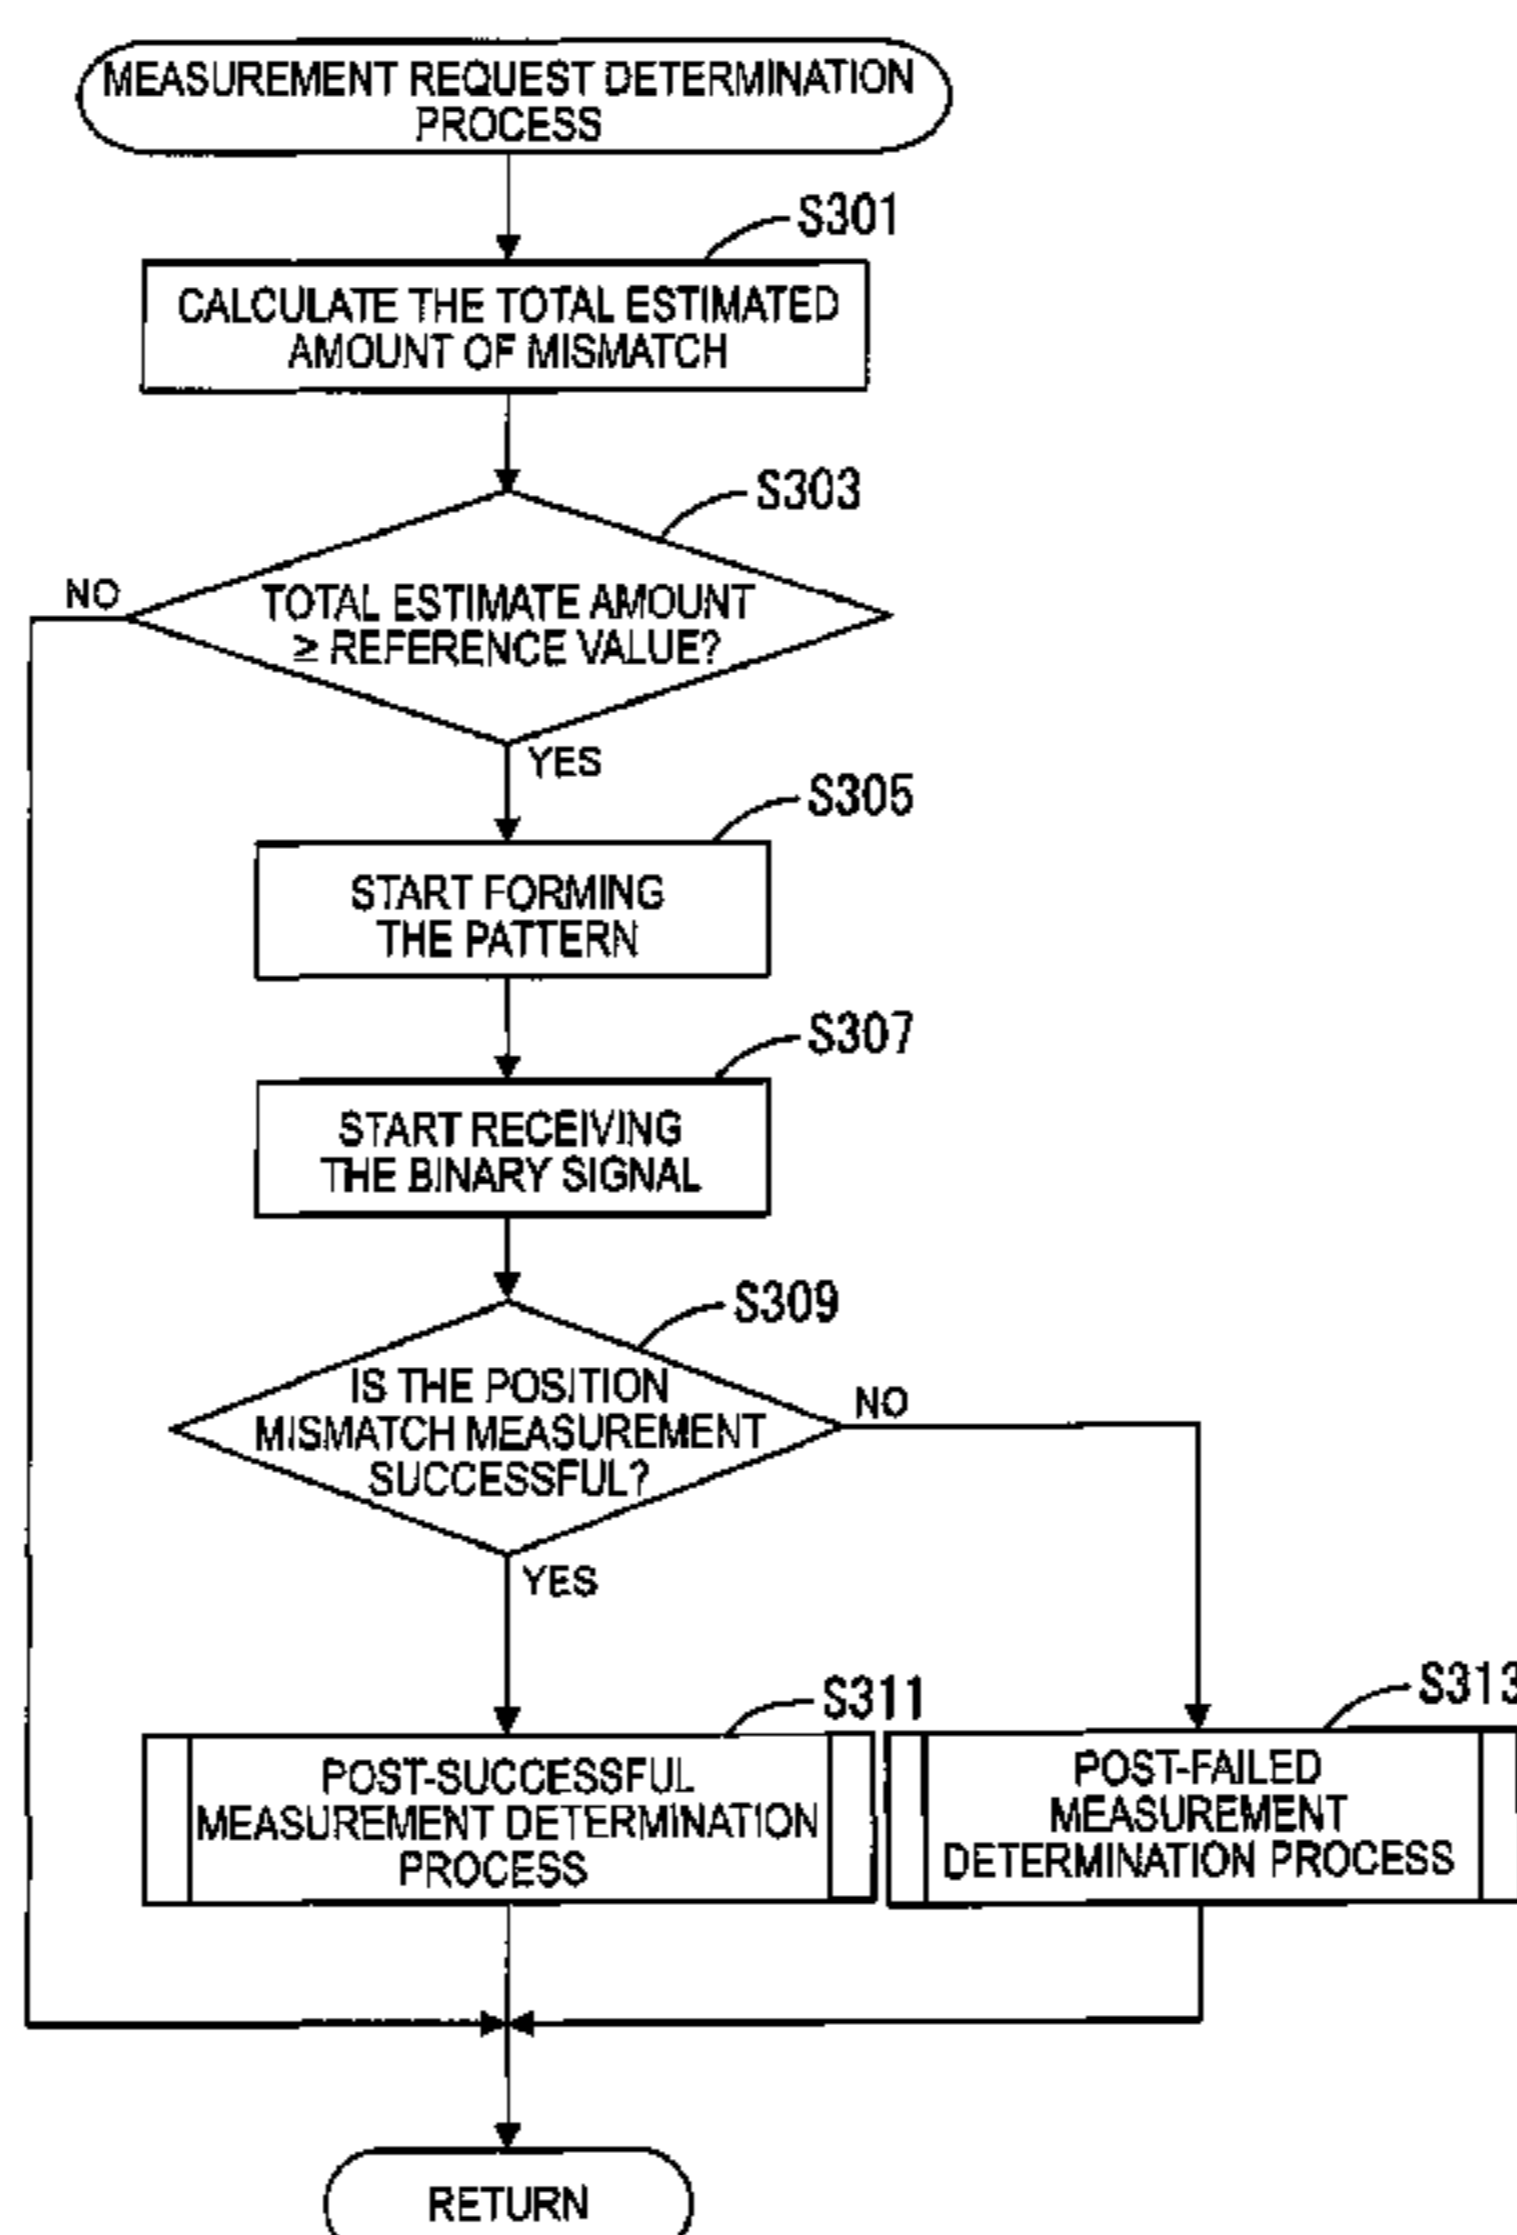 MEASUREMENT REQUEST DETERMINATION
PROCESS
S301
CALCULATE THE TOTAL ESTIMATED
AMOUNT OF MISMATCH
S303
NO
TOTAL ESTIMATE AMOUNT
≥ REFERENCE VALUE?
YES
S305
START FORMING
THE PATTERN
S307
START RECEIVING
THE BINARY SIGNAL
S309
IS THE POSITION
MISMATCH MEASUREMENT
SUCCESSFUL?
NO
YES
S311
POST-SUCCESSFUL
MEASUREMENT DETERMINATION
PROCESS
S313
POST-FAILED
MEASUREMENT
DETERMINATION PROCESS
RETURN